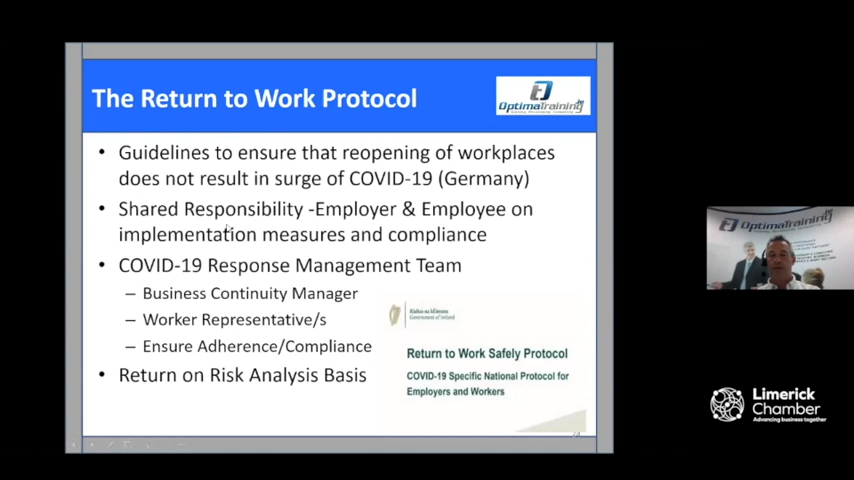 The Return to Work Protocol
OptimaTraining
• Guidelines to ensure that reopening of workplaces
does not result in surge of COVID-19 (Germany)
• Shared Responsibility -Employer & Employee on
implementation measures and compliance
• COVID-19 Response Management Team
– Business Continuity Manager
– Worker Representative/s
– Ensure Adherence/Compliance
• Return on Risk Analysis Basis
Rialtas na hÉireann
Government of Ireland
Return to Work Safely Protocol
COVID-19 Specific National Protocol for
Employers and Workers
OptimaTraining
Limerick
Chamber
Advancing business together